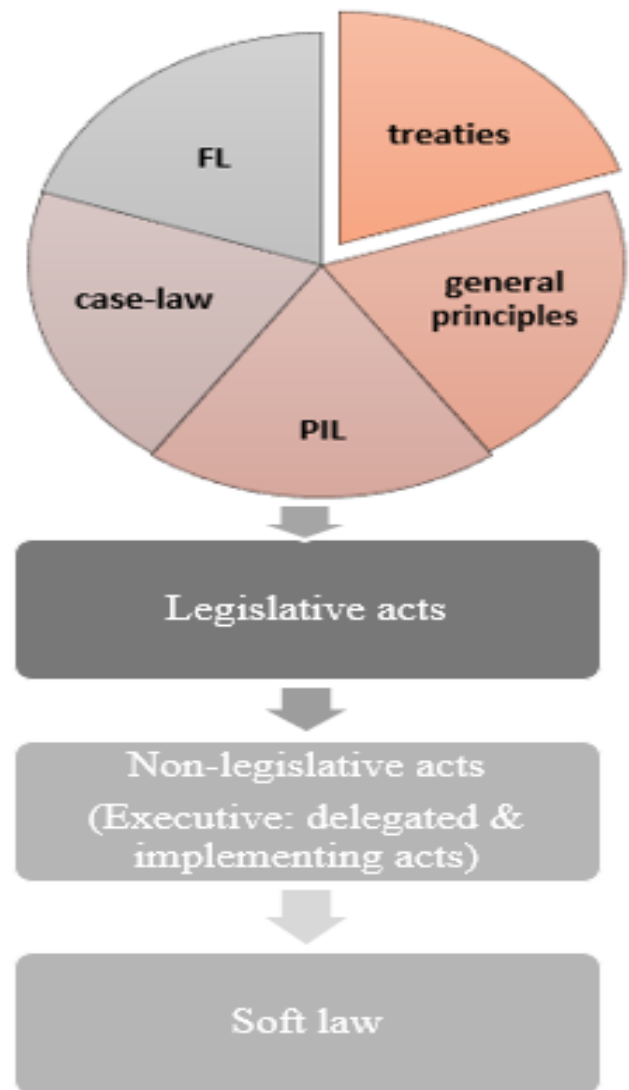 treaties
FL
general
principles
case-law
PIL
Legislative acts
Non-legislative acts
(Executive: delegated &
implementing acts)
Soft law